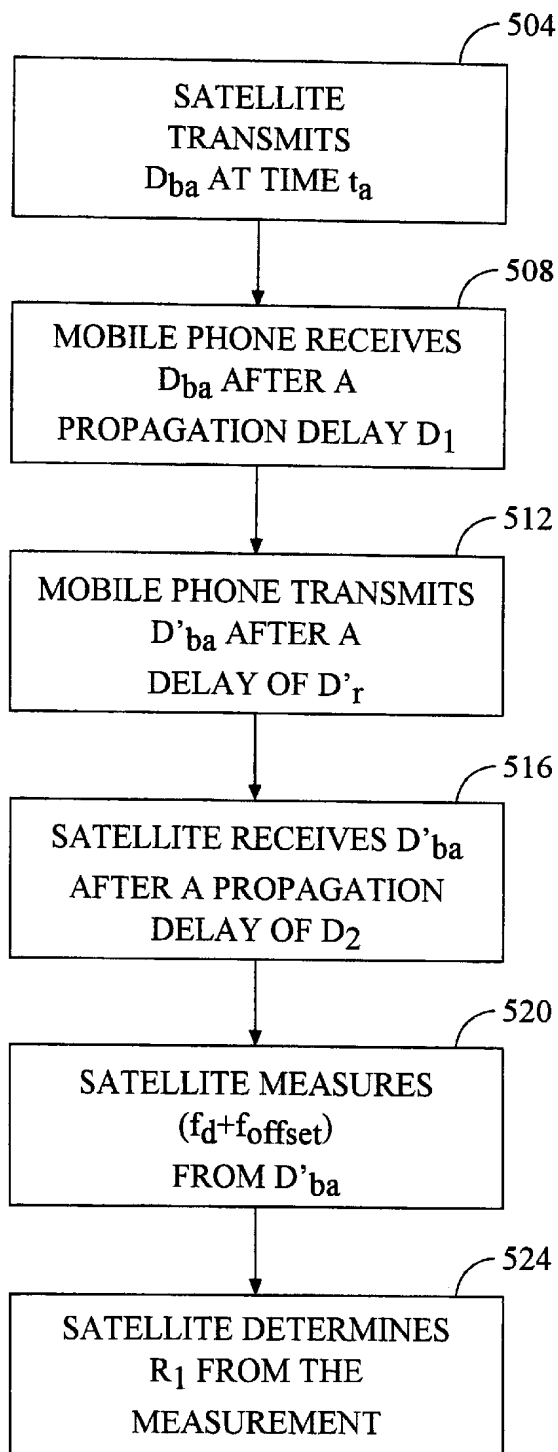 504
SATELLITE
TRANSMITS
Dba AT TIME ta
508
MOBILE PHONE RECEIVES
Dba AFTER A
PROPAGATION DELAY D1
512
MOBILE PHONE TRANSMITS
D'ba AFTER A
DELAY OF D'r
516
SATELLITE RECEIVES D'ba
AFTER A PROPAGATION
DELAY OF D2
520
SATELLITE MEASURES
(fd+foffset)
FROM D'ba
524
SATELLITE DETERMINES
R1 FROM THE
MEASUREMENT